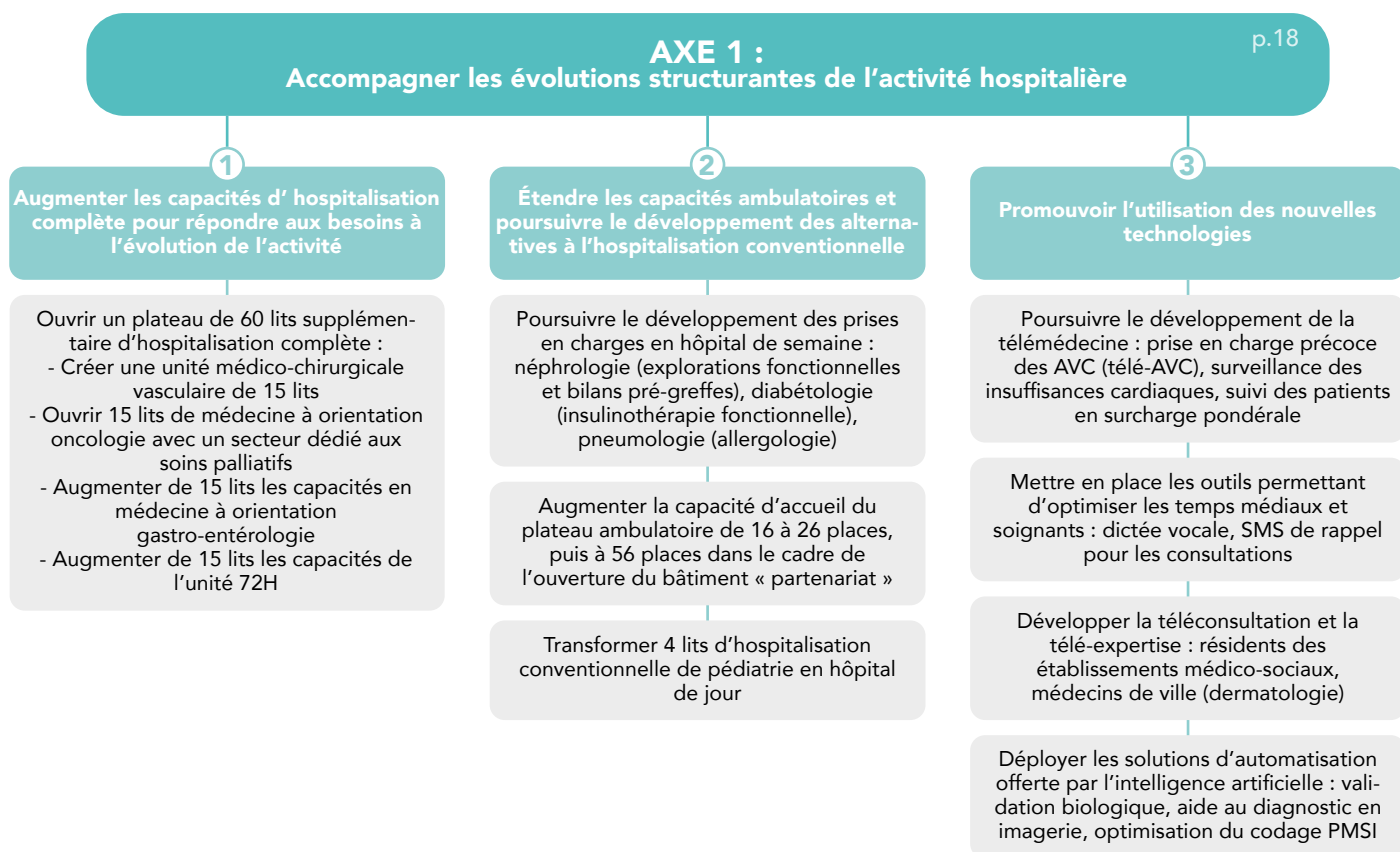 p.18
AXE 1 :
Accompagner les évolutions structurantes de l'activité hospitalière
1
Augmenter les capacités d' hospitalisation
complète pour répondre aux besoins à
l'évolution de l'activité
Ouvrir un plateau de 60 lits supplémen-
taire d'hospitalisation complète :
- Créer une unité médico-chirurgicale
vasculaire de 15 lits
- Ouvrir 15 lits de médecine à orientation
oncologie avec un secteur dédié aux
soins palliatifs
- Augmenter de 15 lits les capacités en
médecine à orientation
gastro-entérologie
- Augmenter de 15 lits les capacités de
l'unité 72H
2
Étendre les capacités ambulatoires et
poursuivre le développement des alterna-
tives à l'hospitalisation conventionnelle
Poursuivre le développement des prises
en charges en hôpital de semaine :
néphrologie (explorations fonctionnelles
et bilans pré-greffes), diabétologie
(insulinothérapie fonctionnelle),
pneumologie (allergologie)
Augmenter la capacité d'accueil du
plateau ambulatoire de 16 à 26 places,
puis à 56 places dans le cadre de
l'ouverture du bâtiment « partenariat »
Transformer 4 lits d'hospitalisation
conventionnelle de pédiatrie en hôpital
de jour
3
Promouvoir l'utilisation des nouvelles
technologies
Poursuivre le développement de la
télémédecine : prise en charge précoce
des AVC (télé-AVC), surveillance des
insuffisances cardiaques, suivi des patients
en surcharge pondérale
Mettre en place les outils permettant
d'optimiser les temps médiaux et
soignants : dictée vocale, SMS de rappel
pour les consultations
Développer la téléconsultation et la
télé-expertise : résidents des
établissements médico-sociaux,
médecins de ville (dermatologie)
Déployer les solutions d'automatisation
offerte par l'intelligence artificielle : vali-
dation biologique, aide au diagnostic en
imagerie, optimisation du codage PMSI